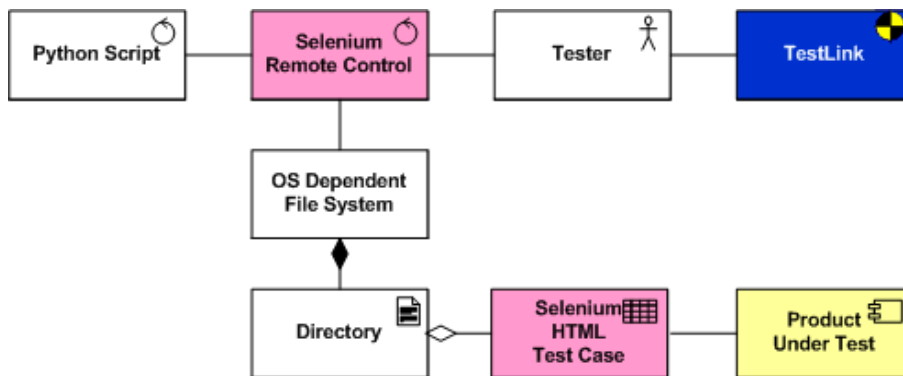 Python Script
Selenium
Remote Control
Tester
TestLink
OS Dependent
File System
Directory
Selenium
HTML
Test Case
Product
Under Test